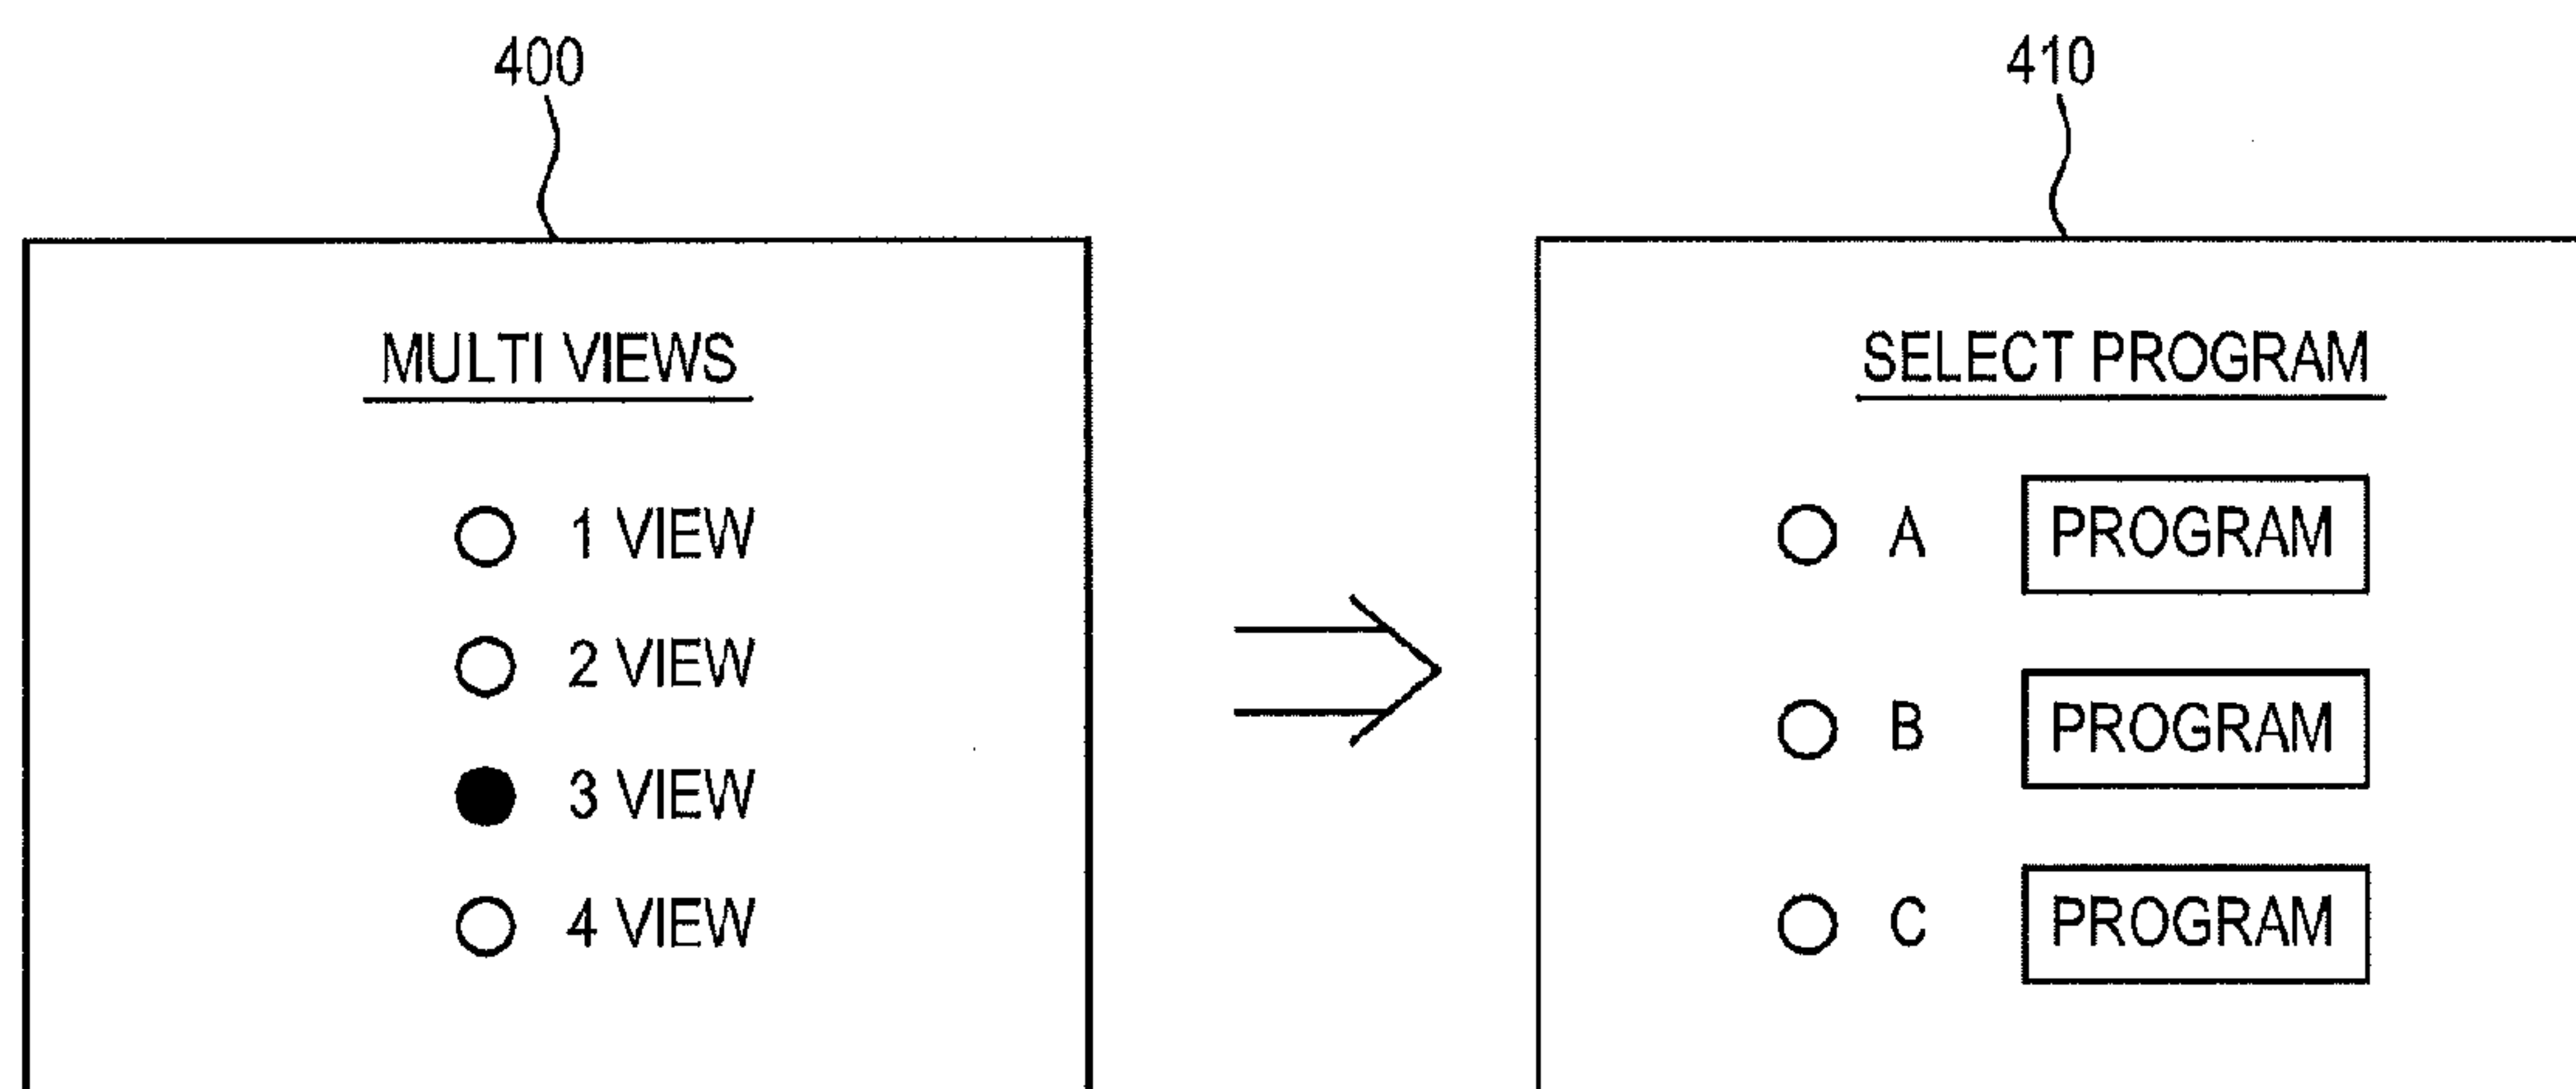 400
MULTI VIEWS
1 VIEW
2 VIEW
3 VIEW
4 VIEW
410
SELECT PROGRAM
A PROGRAM
B PROGRAM
C PROGRAM